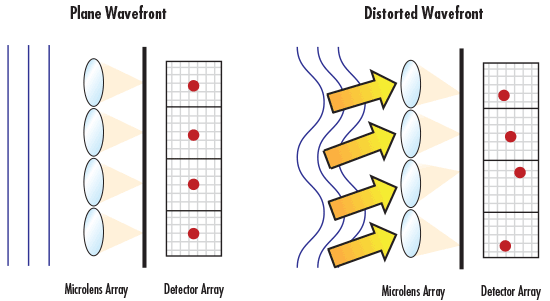 Plane Wavefront
Distorted Wavefront
Microlens Array
Detector Array
Microlens Array
Detector Array